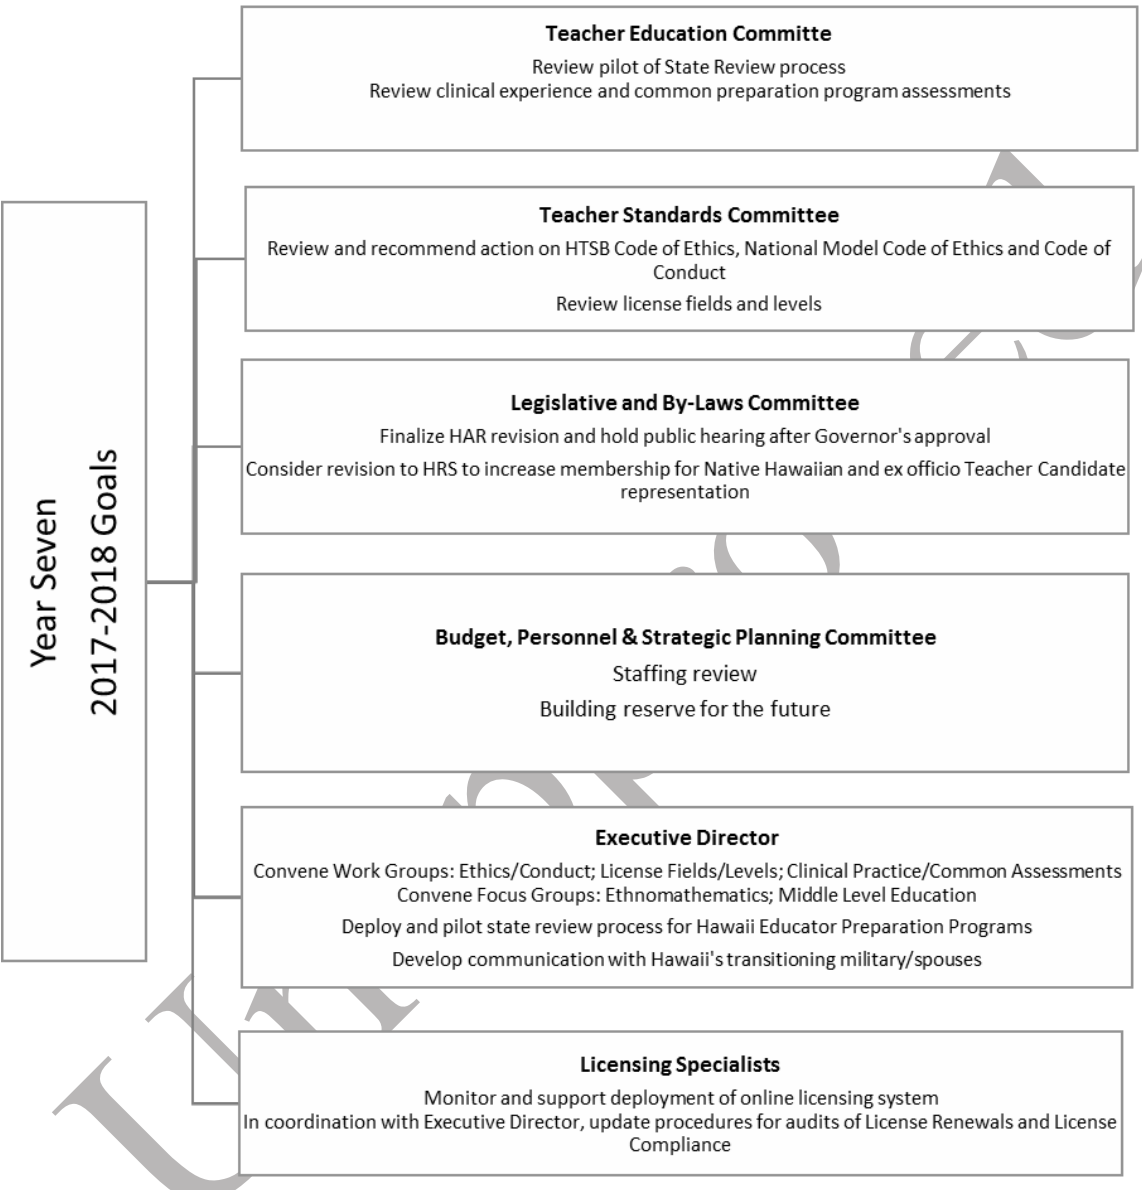 Year Seven
2017-2018 Goals
Teacher Education Committe
Review pilot of State Review process
Review clinical experience and common preparation program assessments
Teacher Standards Committee
Review and recommend action on HTSB Code of Ethics, National Model Code of Ethics and Code of
Conduct
Review license fields and levels
Legislative and By-Laws Committee
Finalize HAR revision and hold public hearing after Governor's approval
Consider revision to HRS to increase membership for Native Hawaiian and ex officio Teacher Candidate
representation
Budget, Personnel & Strategic Planning Committee
Staffing review
Building reserve for the future
Executive Director
Convene Work Groups: Ethics/Conduct; License Fields/Levels; Clinical Practice/Common Assessments
Convene Focus Groups: Ethnomathematics; Middle Level Education
Deploy and pilot state review process for Hawaii Educator Preparation Programs
Develop communication with Hawaii's transitioning military/spouses
Licensing Specialists
Monitor and support deployment of online licensing system
In coordination with Executive Director, update procedures for audits of License Renewals and License
Compliance